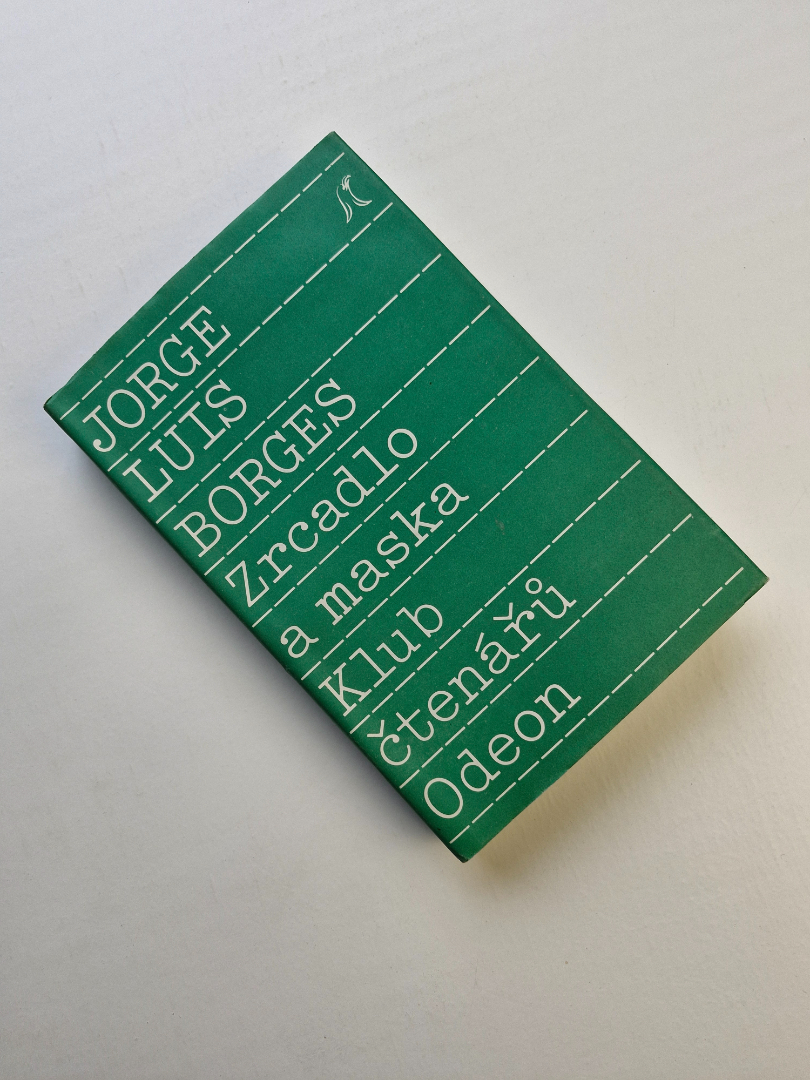 JORGE
LUIS
BORGES
Zrcadlo
a maska
Klub
čtenářů
Odeon